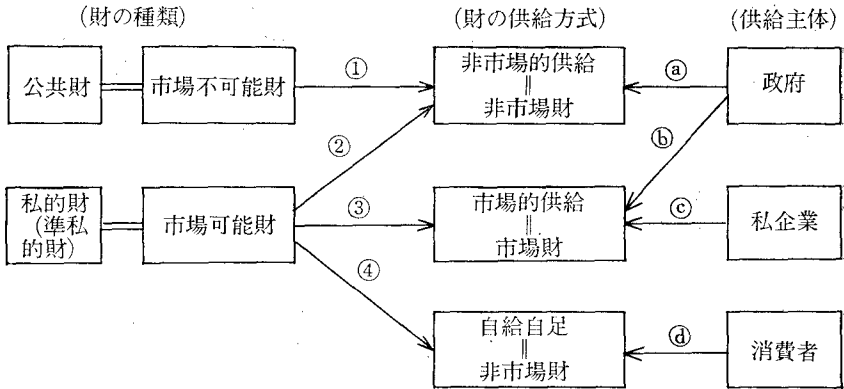 (財の種類)
(財の供給方式)
(供給主体)
公共財
市場不可能財
①
非市場的供給
‖
非市場財
ⓐ
政府
②
ⓑ
私的財
(準私
的財)
市場可能財
③
市場的供給
‖
市場財
ⓒ
私企業
④
自給自足
‖
非市場財
ⓓ
消費者